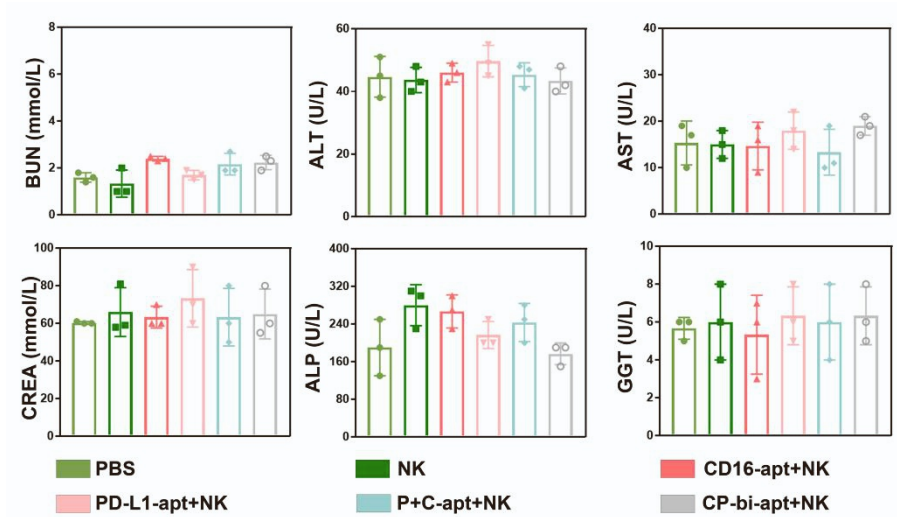 BUN (mmol/L)
8
6
4
2
0
ALT (U/L)
60
40
20
0
AST (U/L)
40
30
20
10
0
CREA (mmol/L)
100
80
60
40
20
0
ALP (U/L)
400
320
240
160
80
0
GGT (U/L)
8
6
4
2
0
PBS
NK
CD16-apt+NK
PD-L1-apt+NK
P+C-apt+NK
CP-bi-apt+NK